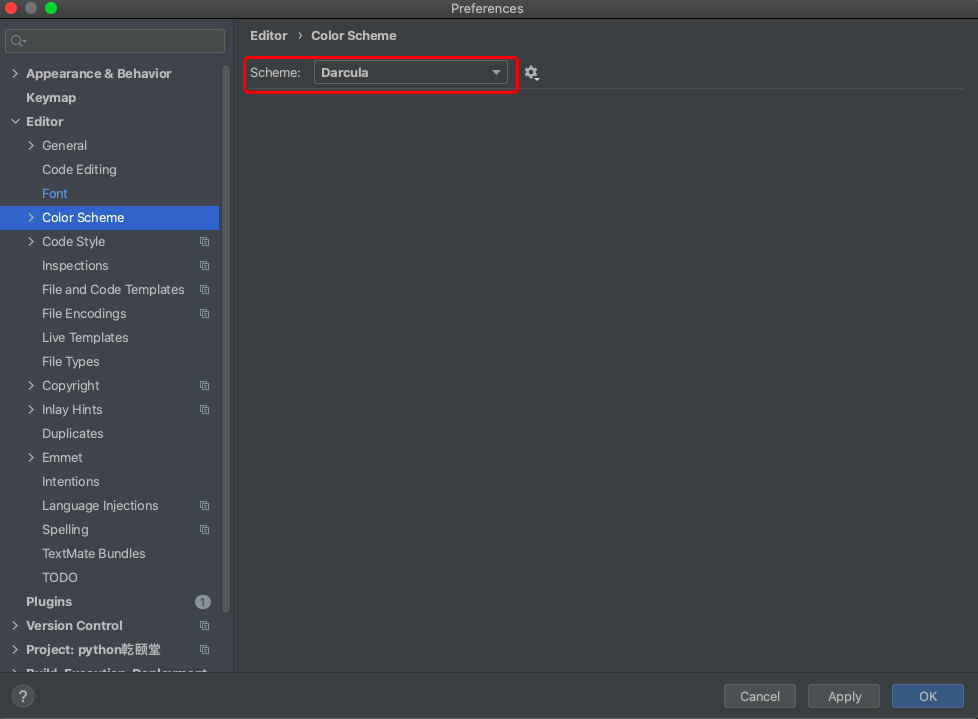 Preferences
Editor › Color Scheme
Scheme: Darcula
Appearance & Behavior
Keymap
Editor
General
Code Editing
Font
Color Scheme
Code Style
Inspections
File and Code Templates
File Encodings
Live Templates
File Types
Copyright
Inlay Hints
Duplicates
Emmet
Intentions
Language Injections
Spelling
TextMate Bundles
TODO
Plugins 1
Version Control
Project: python乾颐堂
Build, Execution, Deployment
? Cancel Apply OK